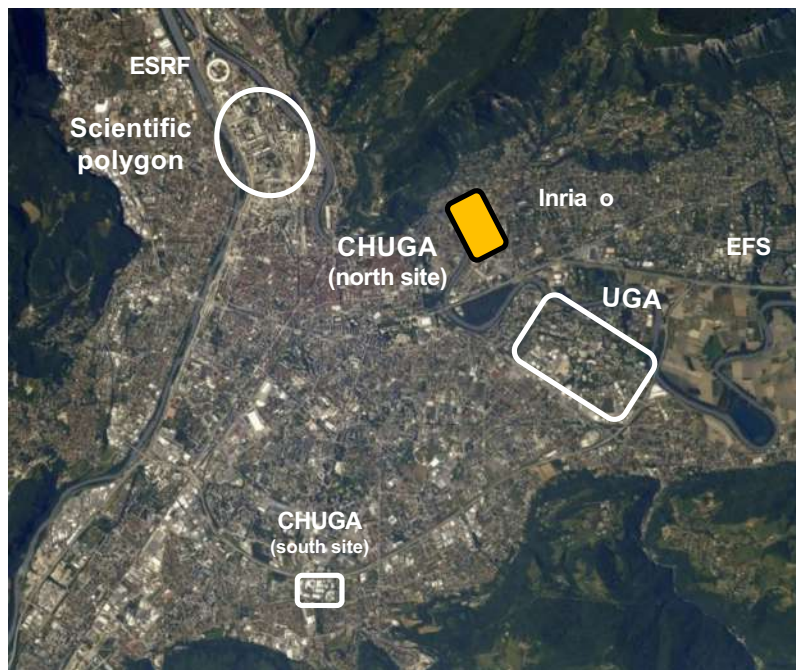 ESRF
Scientific
polygon
Inria o
CHUGA
(north site)
EFS
UGA
CHUGA
(south site)